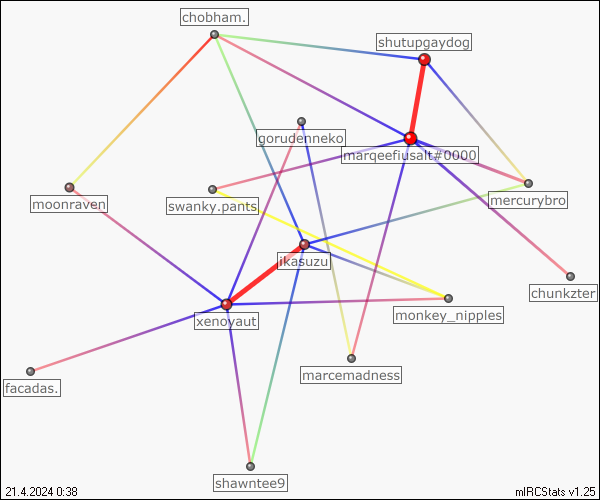 chobham.
shutupgaydog
gorudenneko
marqeefiusalt#0000
moonraven
swanky.pants
mercurybro
ikasuzu
chunkzter
monkey_nipples
xenoyaut
marcemadness
facadas.
shawntee9
21.4.2024 0:38
mIRCStats v1.25